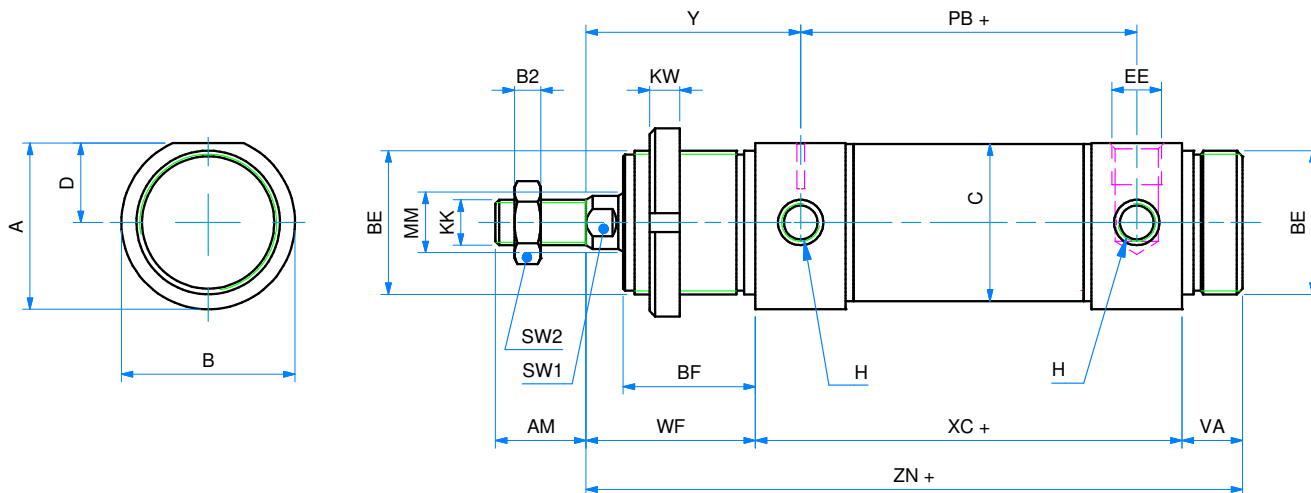 Y
PB +
B2
KW
EE
A
D
BE
MM
KK
C
BE
B
SW2
SW1
BF
H
H
AM
WF
XC +
VA
ZN +